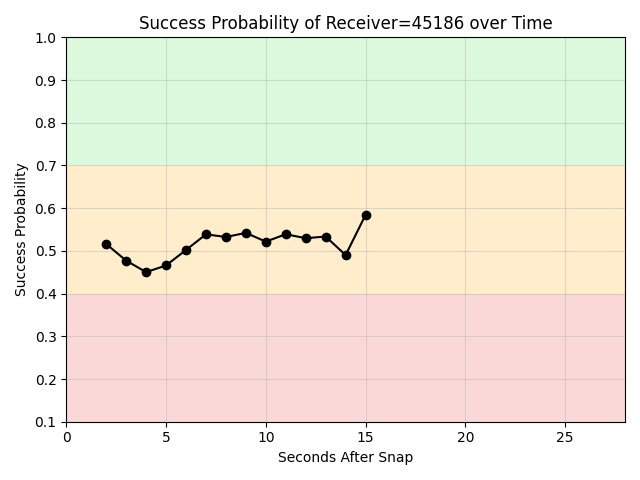 Success Probability of Receiver=45186 over Time
1.0
0.9
0.8
0.7
0.6
0.5
0.4
0.3
0.2
0.1
Success Probability
0 5 10 15 20 25
Seconds After Snap